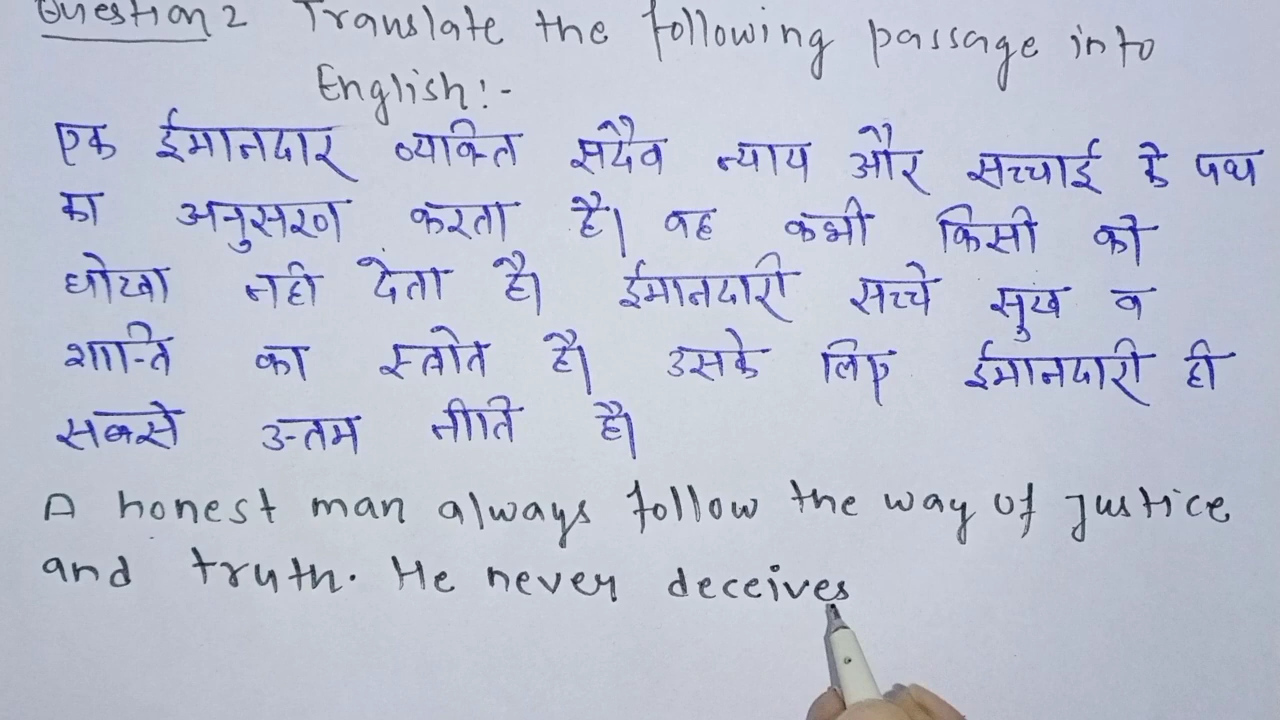 Question 2 Translate the following passage into
English:-
एक ईमानदार व्यक्ति सदैव न्याय और सच्चाई के पथ
का अनुसरण करता है। वह कभी किसी को
धोखा नही देता है। ईमानदारी सच्चे सुख व
शान्ति का स्त्रोत है। उसके लिए ईमानदारी ही
सबसे उत्तम नीति है।
A honest man always follow the way of justice
and truth. He never deceives